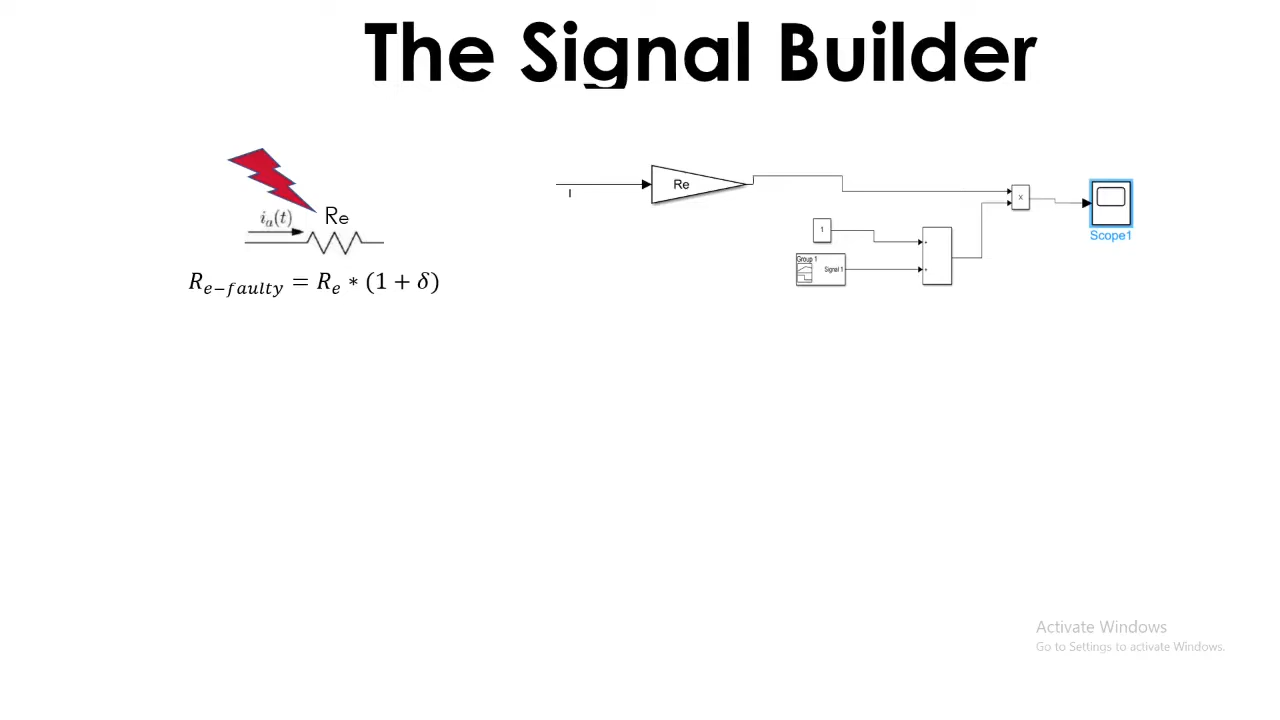 The Signal Builder
i_a(t)
Re
R_{e−faulty} = R_e ∗ (1 + δ)
I
Re
x
1
+
Group 1
Signal 1
+
Scope1
Activate Windows
Go to Settings to activate Windows.